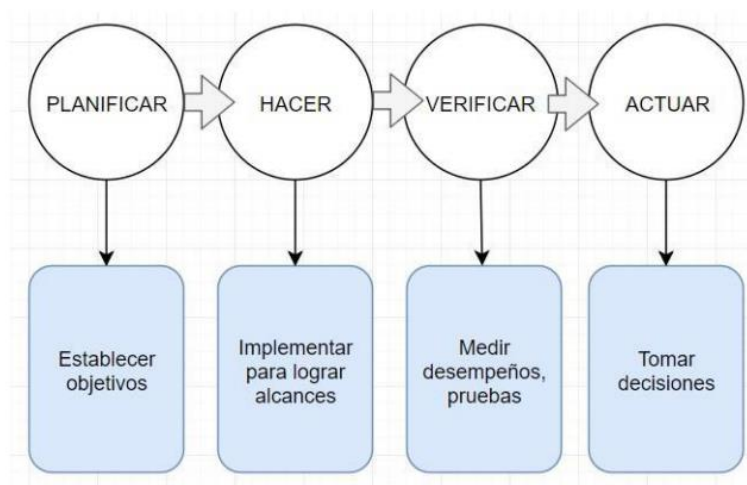 PLANIFICAR
HACER
VERIFICAR
ACTUAR
Establecer
objetivos
Implementar
para lograr
alcances
Medir
desempeños,
pruebas
Tomar
decisiones